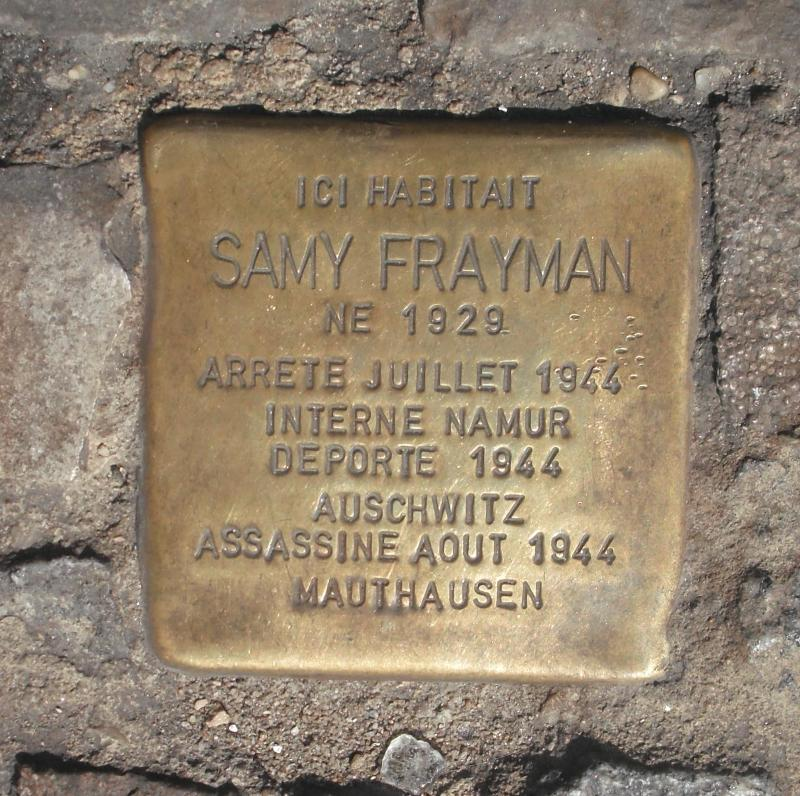 ICI HABITAIT
SAMY FRAYMAN
NE 1929
ARRETE JUILLET 1944
INTERNE NAMUR
DEPORTE 1944
AUSCHWITZ
ASSASSINE AOUT 1944
MAUTHAUSEN